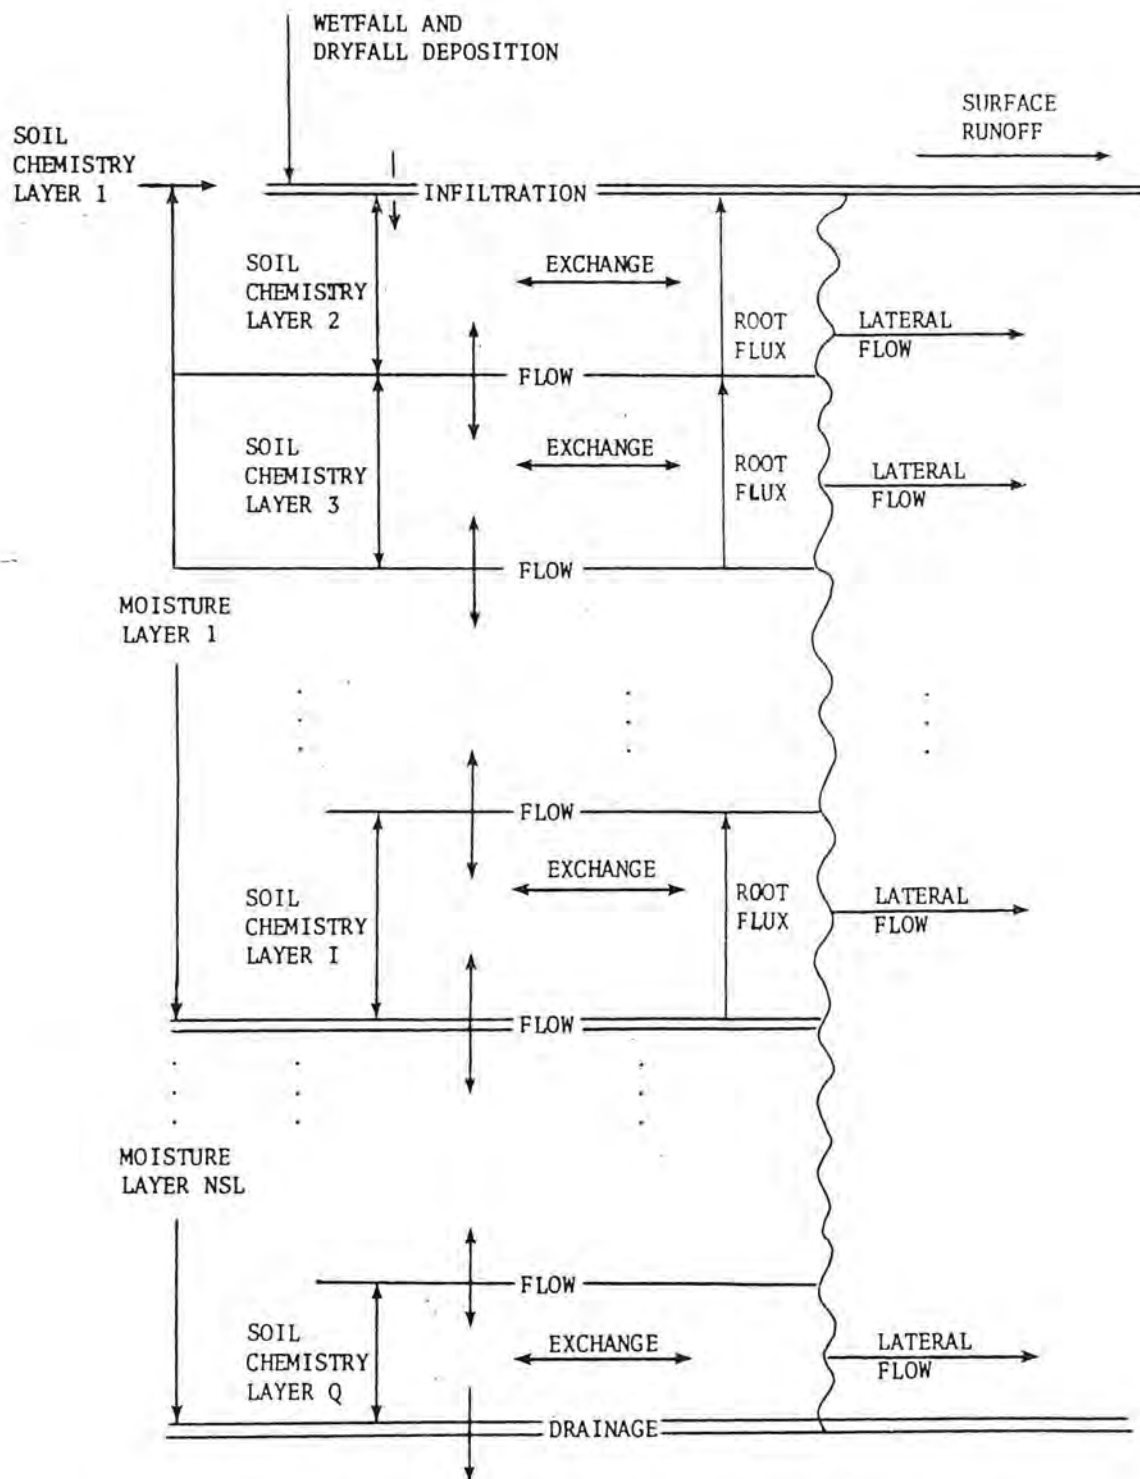 WETFALL AND
DRYFALL DEPOSITION
SURFACE
RUNOFF
SOIL
CHEMISTRY
LAYER 1
INFILTRATION
SOIL
CHEMISTRY
LAYER 2
EXCHANGE
ROOT
FLUX
LATERAL
FLOW
FLOW
SOIL
CHEMISTRY
LAYER 3
EXCHANGE
ROOT
FLUX
LATERAL
FLOW
FLOW
MOISTURE
LAYER 1
FLOW
SOIL
CHEMISTRY
LAYER I
EXCHANGE
ROOT
FLUX
LATERAL
FLOW
FLOW
MOISTURE
LAYER NSL
FLOW
SOIL
CHEMISTRY
LAYER Q
EXCHANGE
LATERAL
FLOW
DRAINAGE